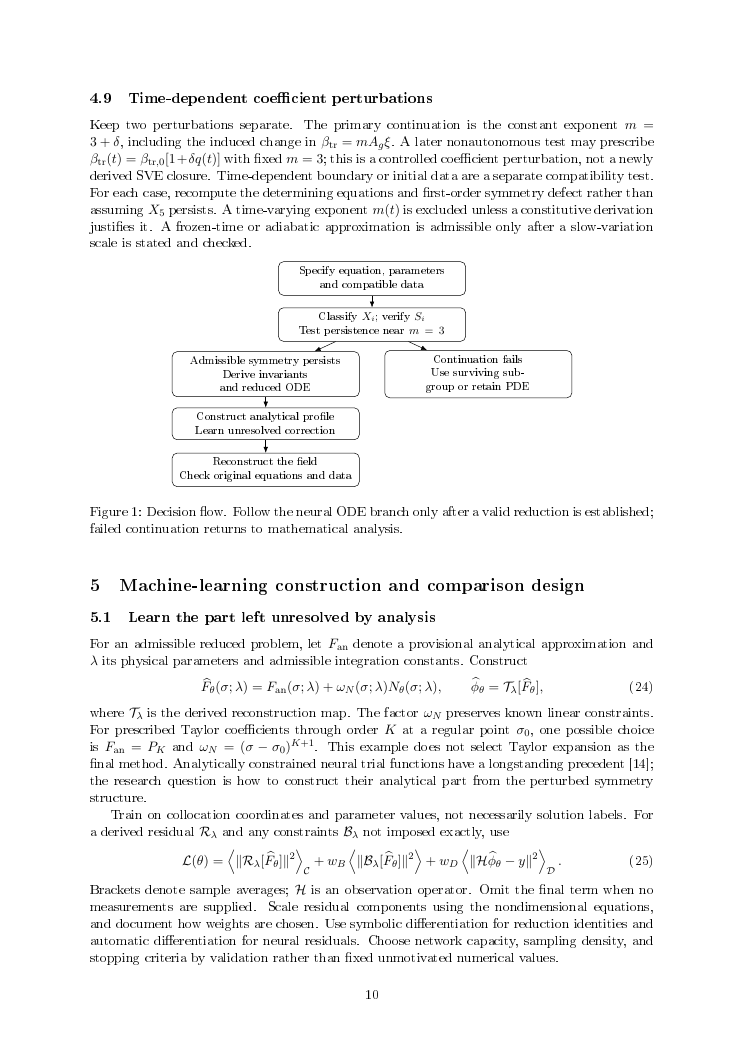 4.9 Time-dependent coefficient perturbations
Keep two perturbations separate. The primary continuation is the constant exponent m =
3 + δ, including the induced change in β_tr = mA_gξ. A later nonautonomous test may prescribe
β_tr(t) = β_tr,0[1+δq(t)] with fixed m = 3; this is a controlled coefficient perturbation, not a newly
derived SVE closure. Time-dependent boundary or initial data are a separate compatibility test.
For each case, recompute the determining equations and first-order symmetry defect rather than
assuming X₅ persists. A time-varying exponent m(t) is excluded unless a constitutive derivation
justifies it. A frozen-time or adiabatic approximation is admissible only after a slow-variation
scale is stated and checked.
Specify equation, parameters
and compatible data
Classify X_i; verify S_i
Test persistence near m = 3
Admissible symmetry persists
Derive invariants
and reduced ODE
Continuation fails
Use surviving sub-
group or retain PDE
Construct analytical profile
Learn unresolved correction
Reconstruct the field
Check original equations and data
Figure 1: Decision flow. Follow the neural ODE branch only after a valid reduction is established;
failed continuation returns to mathematical analysis.
5 Machine-learning construction and comparison design
5.1 Learn the part left unresolved by analysis
For an admissible reduced problem, let F_an denote a provisional analytical approximation and
λ its physical parameters and admissible integration constants. Construct
F̂_θ(σ; λ) = F_an(σ; λ) + ω_N(σ; λ)N_θ(σ; λ), ϕ̂_θ = 𝒯_λ[F̂_θ], (24)
where 𝒯_λ is the derived reconstruction map. The factor ω_N preserves known linear constraints.
For prescribed Taylor coefficients through order K at a regular point σ₀, one possible choice
is F_an = P_K and ω_N = (σ − σ₀)^{K+1}. This example does not select Taylor expansion as the
final method. Analytically constrained neural trial functions have a longstanding precedent [14];
the research question is how to construct their analytical part from the perturbed symmetry
structure.
Train on collocation coordinates and parameter values, not necessarily solution labels. For
a derived residual ℛ_λ and any constraints ℬ_λ not imposed exactly, use
ℒ(θ) = ⟨‖ℛ_λ[F̂_θ]‖²⟩_𝒞 + w_B ⟨‖ℬ_λ[F̂_θ]‖²⟩ + w_D ⟨‖ℋϕ̂_θ − y‖²⟩_𝒟 . (25)
Brackets denote sample averages; ℋ is an observation operator. Omit the final term when no
measurements are supplied. Scale residual components using the nondimensional equations,
and document how weights are chosen. Use symbolic differentiation for reduction identities and
automatic differentiation for neural residuals. Choose network capacity, sampling density, and
stopping criteria by validation rather than fixed unmotivated numerical values.
10